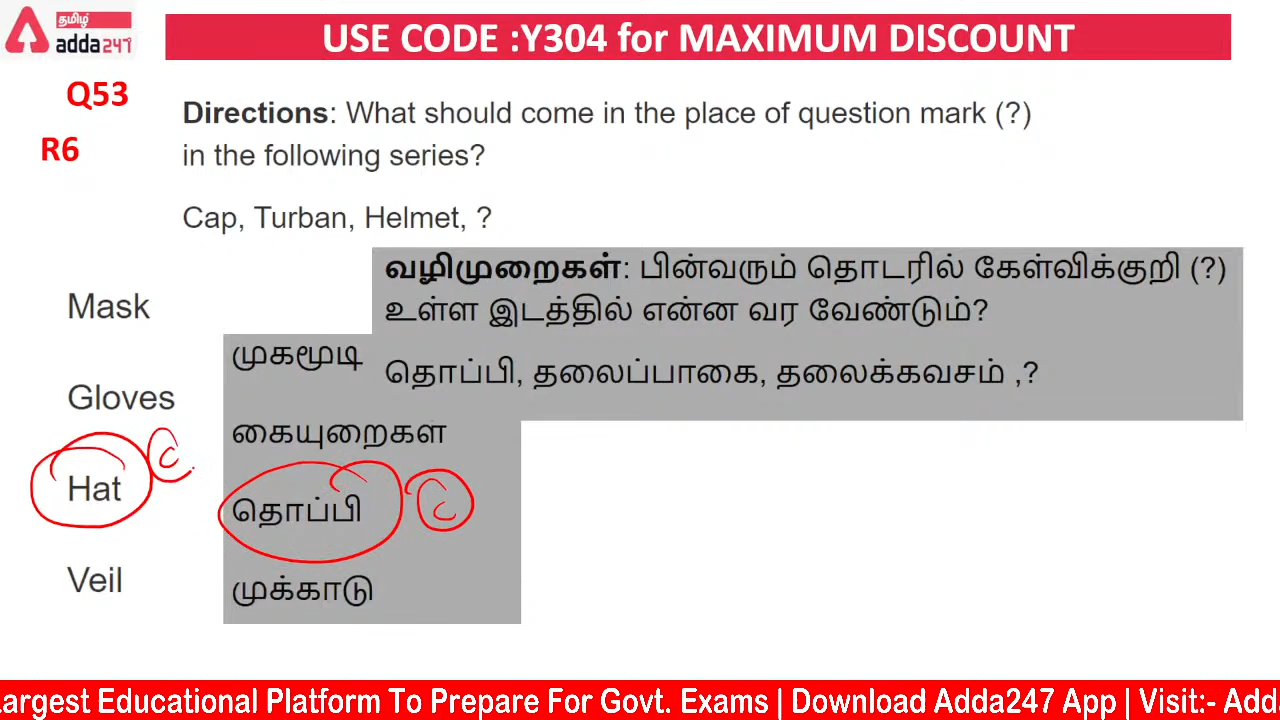 தமிழ்
adda247
USE CODE :Y304 for MAXIMUM DISCOUNT
Q53
R6
Directions: What should come in the place of question mark (?)
in the following series?
Cap, Turban, Helmet, ?
வழிமுறைகள்: பின்வரும் தொடரில் கேள்விக்குறி (?)
உள்ள இடத்தில் என்ன வர வேண்டும்?
தொப்பி, தலைப்பாகை, தலைக்கவசம் ,?
Mask
முகமூடி
Gloves
கையுறைகள
Hat C
தொப்பி C
Veil
முக்காடு
argest Educational Platform To Prepare For Govt. Exams | Download Adda247 App | Visit:- Adda